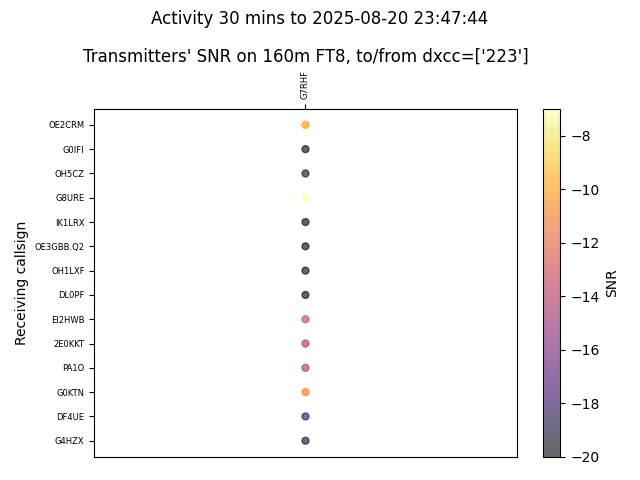 Activity 30 mins to 2025-08-20 23:47:44
Transmitters' SNR on 160m FT8, to/from dxcc=['223']
G7RHF
OE2CRM
G0IFI
OH5CZ
G8URE
IK1LRX
OE3GBB.Q2
OH1LXF
DL0PF
EI2HWB
2E0KKT
PA1O
G0KTN
DF4UE
G4HZX
Receiving callsign
−8
−10
−12
−14
−16
−18
−20
SNR